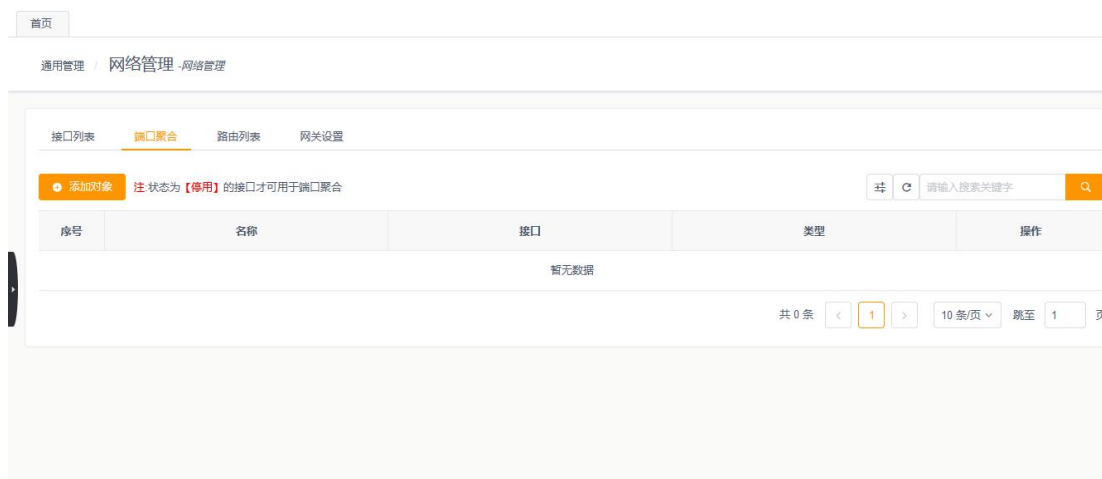 首页
通用管理 / 网络管理 -网络管理
接口列表 端口聚合 路由列表 网关设置
添加对象 注:状态为【停用】的接口才可用于端口聚合 请输入搜索关键字
序号 名称 接口 类型 操作
暂无数据
共 0 条 < 1 > 10 条/页 跳至 1 页